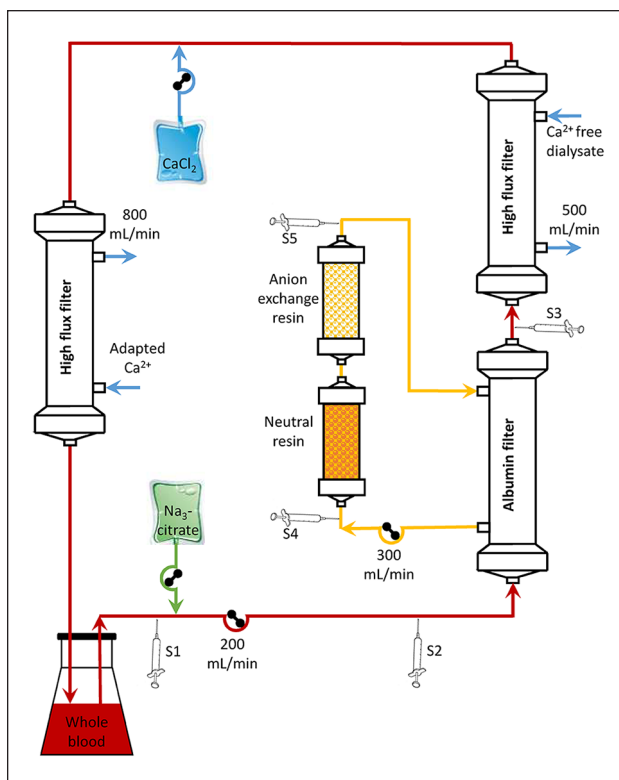 CaCl2
High flux filter
Ca2+ free
dialysate
500
mL/min
800
mL/min
High flux filter
Adapted
Ca2+
S5
Anion
exchange
resin
S3
Neutral
resin
Albumin filter
S4
300
mL/min
Na3-
citrate
S1
200
mL/min
S2
Whole
blood